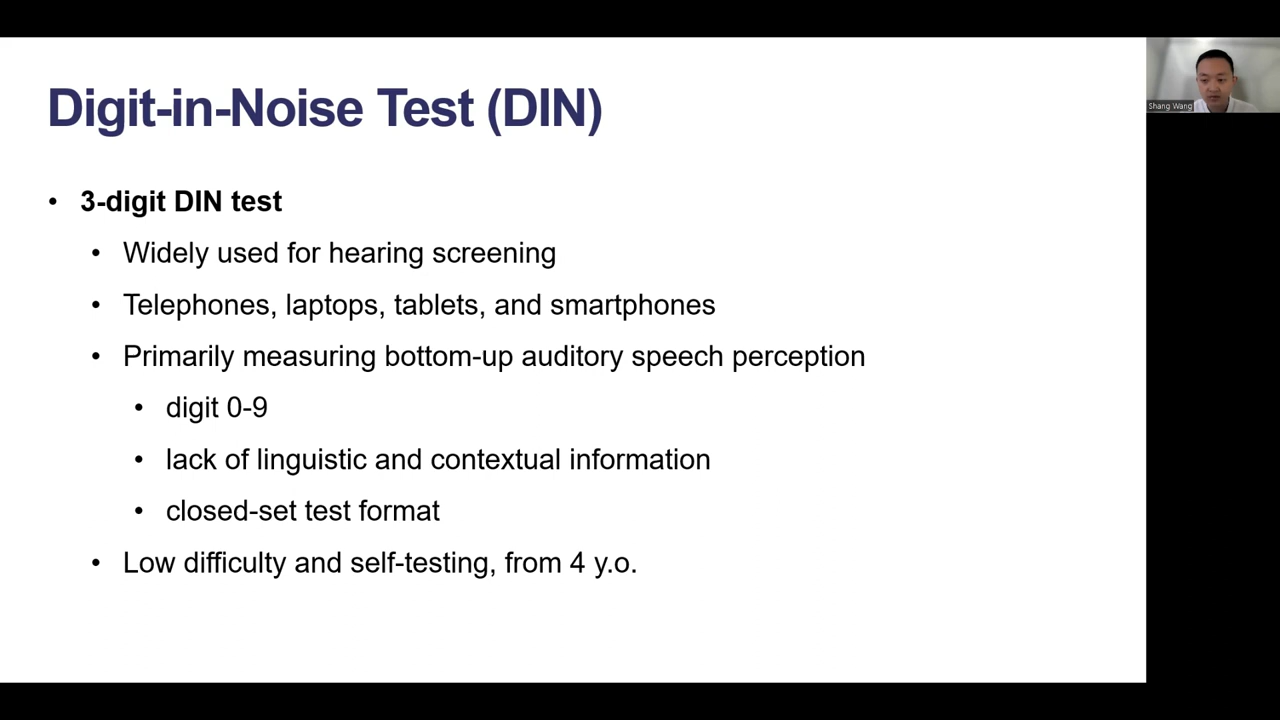 Digit-in-Noise Test (DIN)
Shang Wang
• 3-digit DIN test
• Widely used for hearing screening
• Telephones, laptops, tablets, and smartphones
• Primarily measuring bottom-up auditory speech perception
• digit 0-9
• lack of linguistic and contextual information
• closed-set test format
• Low difficulty and self-testing, from 4 y.o.